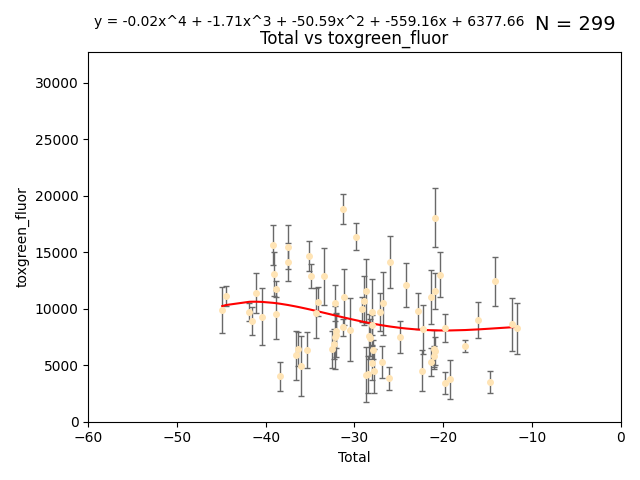 y = -0.02x^4 + -1.71x^3 + -50.59x^2 + -559.16x + 6377.66 N = 299
Total vs toxgreen_fluor
30000
25000
20000
15000
10000
5000
0
toxgreen_fluor
−60 −50 −40 −30 −20 −10 0
Total